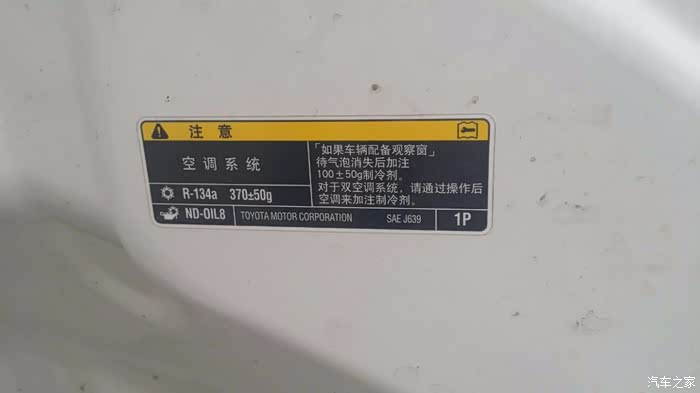 注意
空调系统
R-134a 370±50g
「如果车辆配备观察窗」
待气泡消失后加注
100±50g制冷剂。
对于双空调系统，请通过操作后
空调来加注制冷剂。
ND-OIL8 TOYOTA MOTOR CORPORATION SAE J639 1P
汽车之家